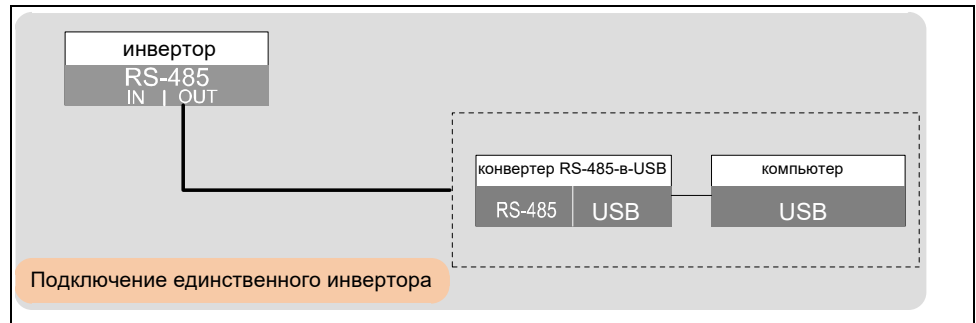 инвертор
RS-485
IN | OUT
конвертер RS-485-в-USB
компьютер
RS-485
USB
USB
Подключение единственного инвертора